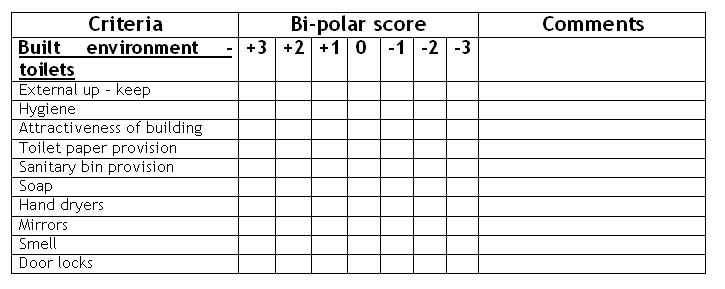 Criteria Bi-polar score Comments
Built environment - +3 +2 +1 0 -1 -2 -3
toilets
External up - keep
Hygiene
Attractiveness of building
Toilet paper provision
Sanitary bin provision
Soap
Hand dryers
Mirrors
Smell
Door locks